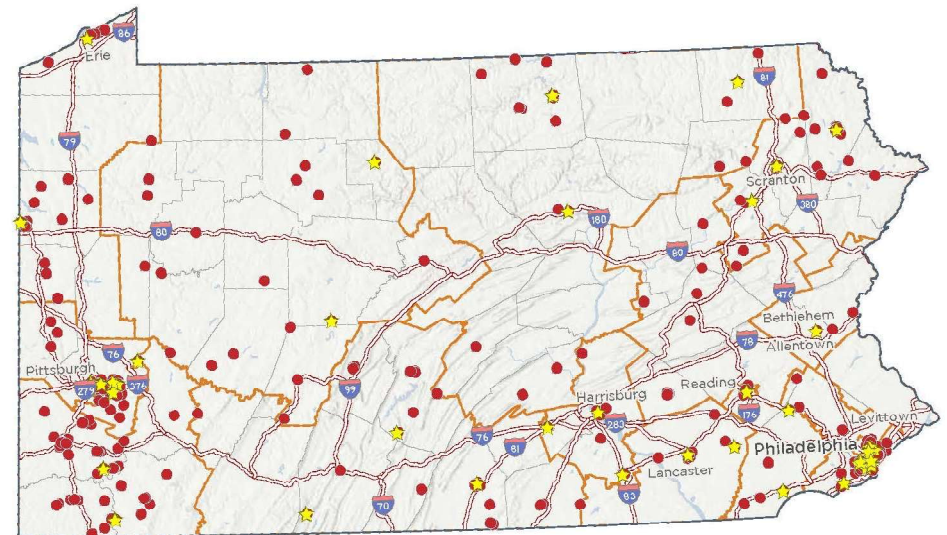 86
Erie
81
79
Scranton
380
180
80
80
476
Bethlehem
78
Allentown
76
Pittsburgh
279
376
99
Reading
Harrisburg
176
283
Levittown
76
81
Philadelphia
Lancaster
83
70